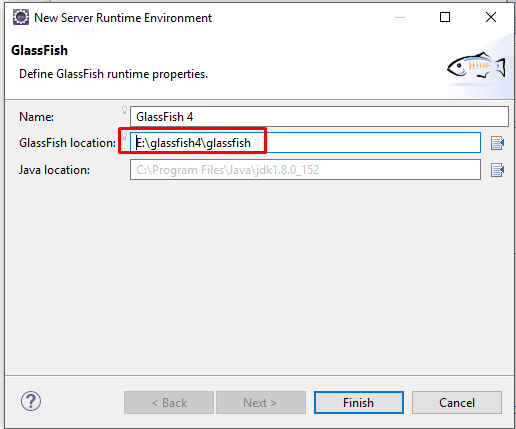 New Server Runtime Environment
GlassFish
Define GlassFish runtime properties.
Name: GlassFish 4
GlassFish location: E:\glassfish4\glassfish
Java location: C:\Program Files\Java\jdk1.8.0_152
? < Back Next > Finish Cancel